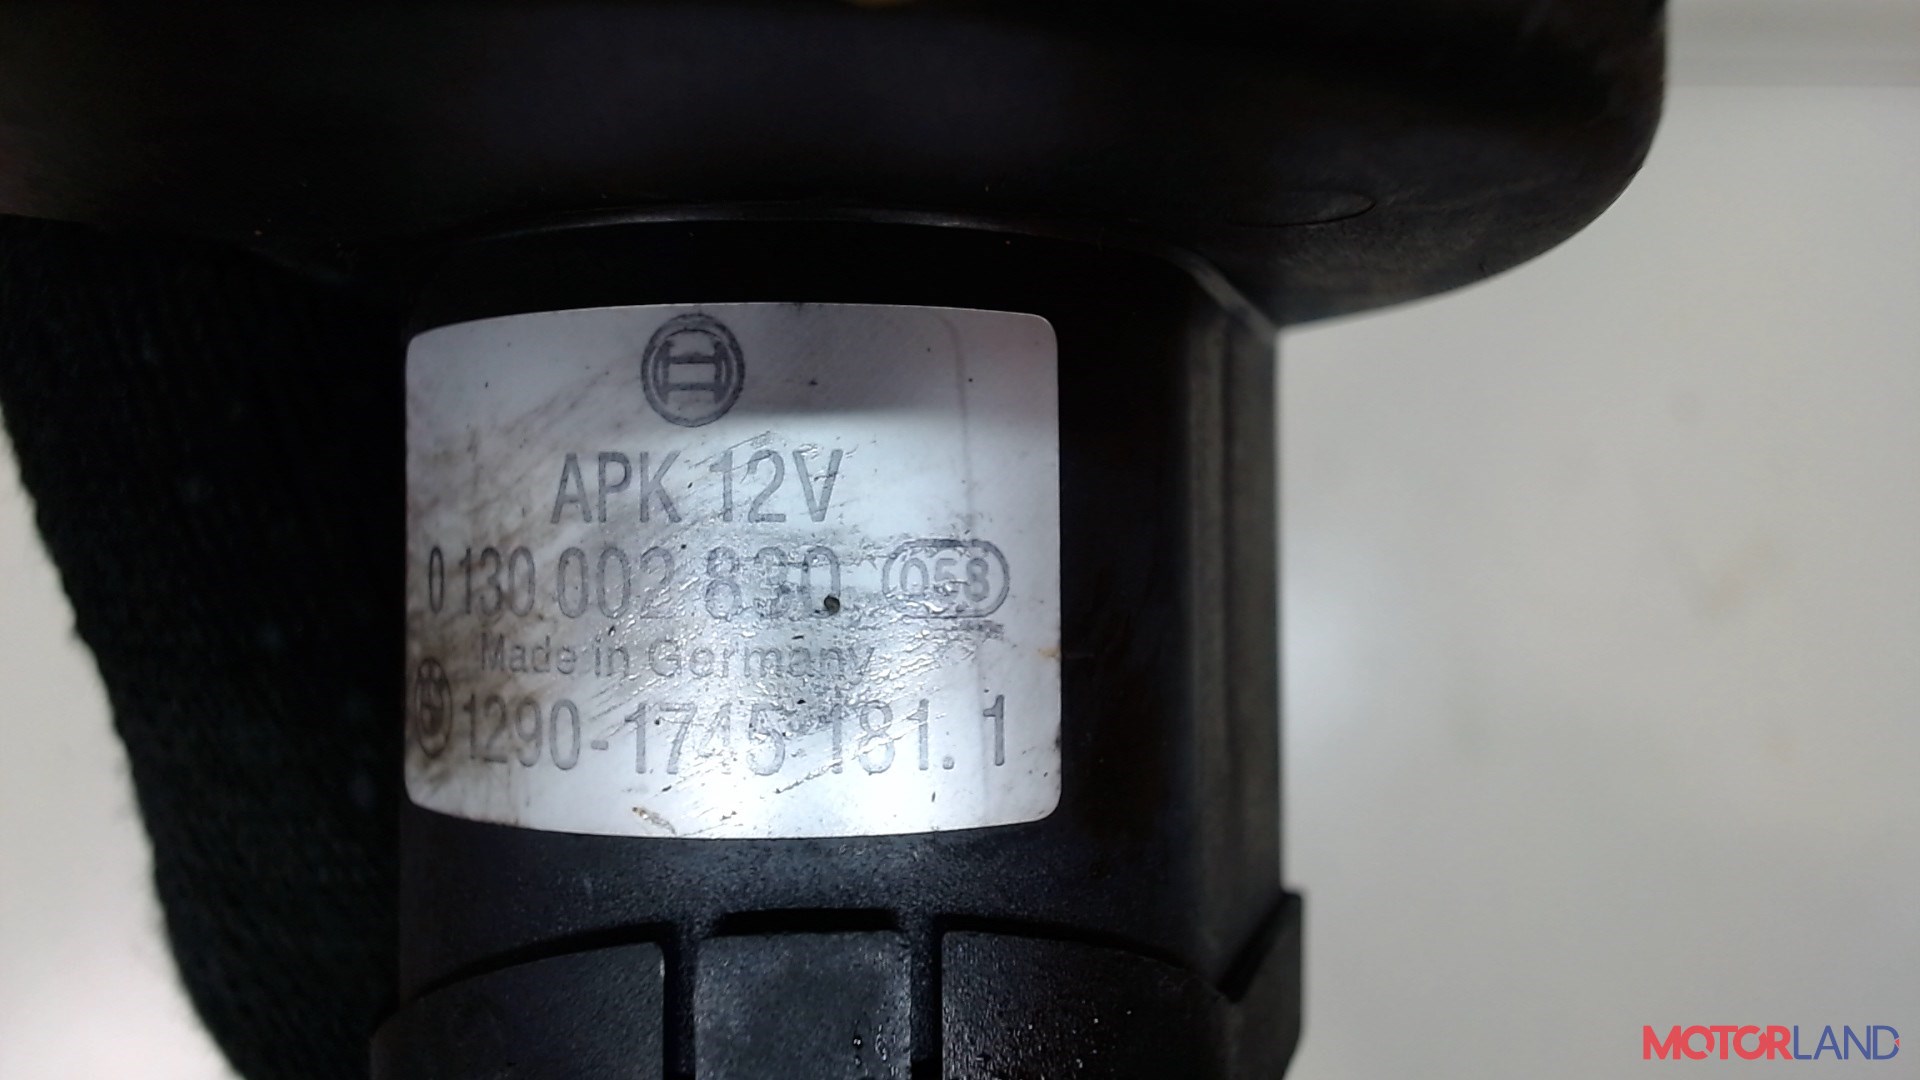 APK 12V
0 130 002 830 058
Made in Germany
1290-1745 181. 1
MOTORLAND